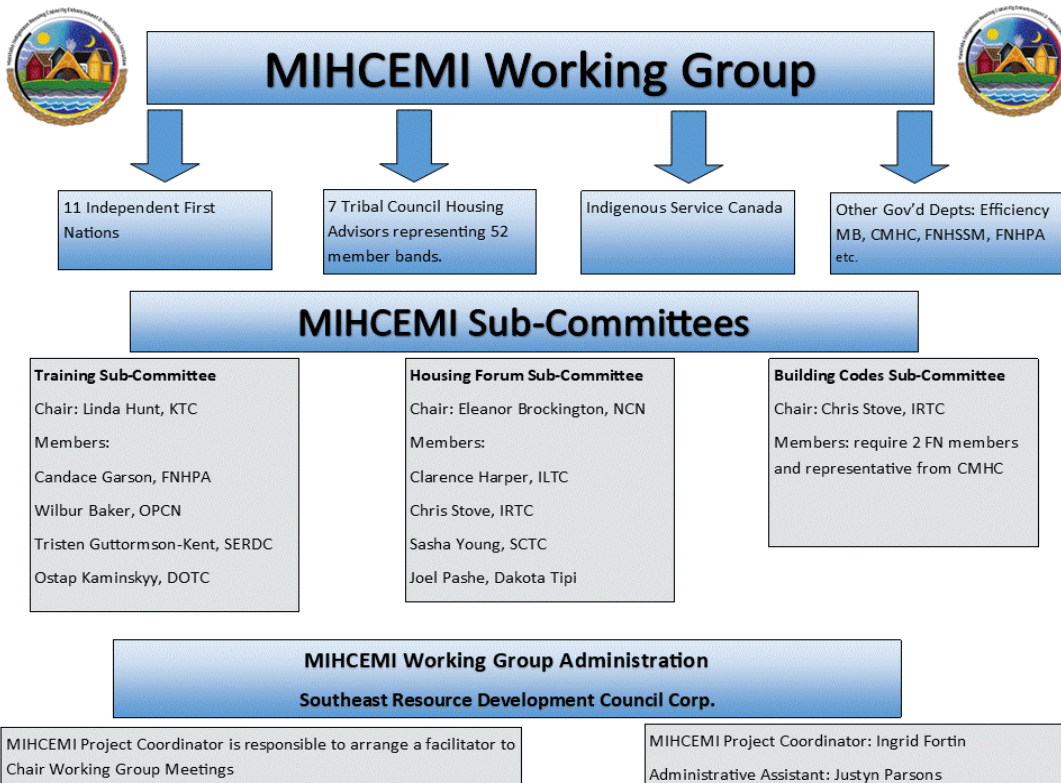 MIHCEMI Working Group
11 Independent First
Nations
7 Tribal Council Housing
Advisors representing 52
member bands.
Indigenous Service Canada
Other Gov'd Depts: Efficiency
MB, CMHC, FNHSSM, FNHPA
etc.
MIHCEMI Sub-Committees
Training Sub-Committee
Chair: Linda Hunt, KTC
Members:
Candace Garson, FNHPA
Wilbur Baker, OPCN
Tristen Guttormson-Kent, SERDC
Ostap Kaminskyy, DOTC
Housing Forum Sub-Committee
Chair: Eleanor Brockington, NCN
Members:
Clarence Harper, ILTC
Chris Stove, IRTC
Sasha Young, SCTC
Joel Pashe, Dakota Tipi
Building Codes Sub-Committee
Chair: Chris Stove, IRTC
Members: require 2 FN members
and representative from CMHC
MIHCEMI Working Group Administration
Southeast Resource Development Council Corp.
MIHCEMI Project Coordinator is responsible to arrange a facilitator to
Chair Working Group Meetings
MIHCEMI Project Coordinator: Ingrid Fortin
Administrative Assistant: Justyn Parsons